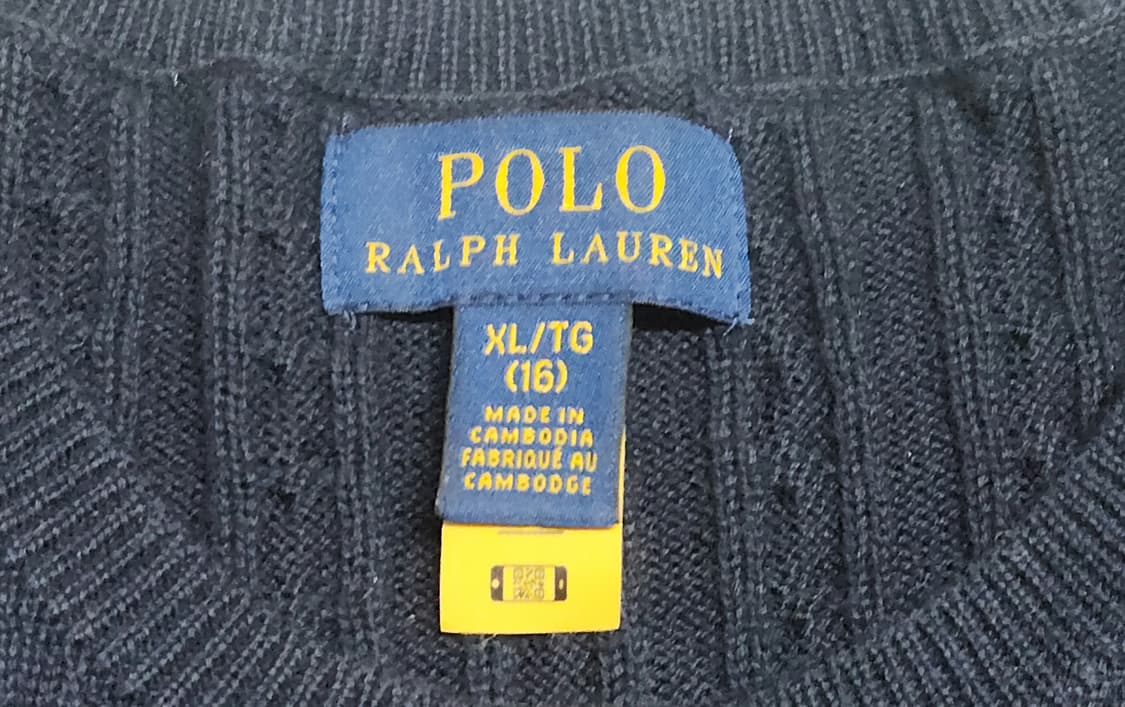 POLO
RALPH LAUREN
XL/TG
(16)
MADE IN
CAMBODIA
FABRIQUÉ AU
CAMBODGE